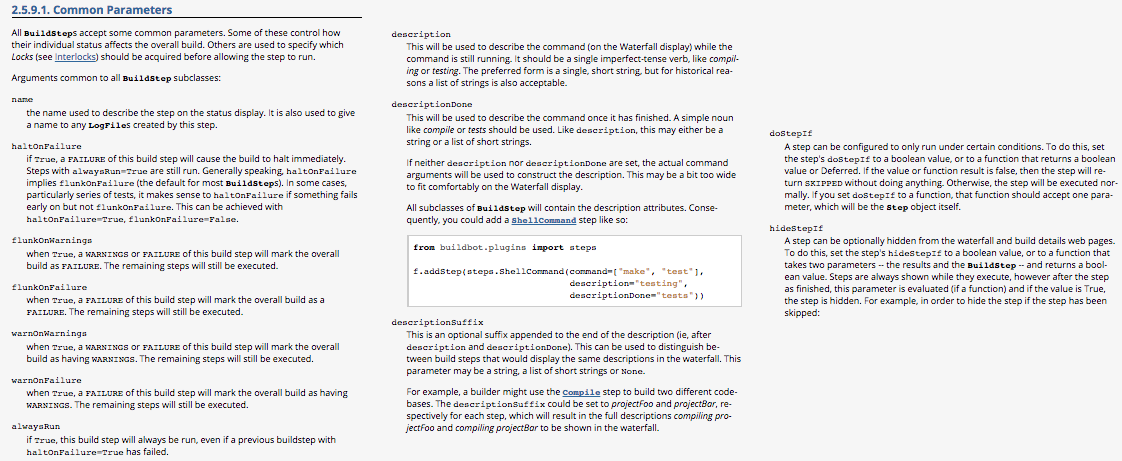 2.5.9.1. Common Parameters
All BuildSteps accept some common parameters. Some of these control how
their individual status affects the overall build. Others are used to specify which
Locks (see Interlocks) should be acquired before allowing the step to run.
Arguments common to all BuildStep subclasses:
name
the name used to describe the step on the status display. It is also used to give
a name to any LogFiles created by this step.
haltOnFailure
if True, a FAILURE of this build step will cause the build to halt immediately.
Steps with alwaysRun=True are still run. Generally speaking, haltOnFailure
implies flunkOnFailure (the default for most BuildSteps). In some cases,
particularly series of tests, it makes sense to haltOnFailure if something fails
early on but not flunkOnFailure. This can be achieved with
haltOnFailure=True, flunkOnFailure=False.
flunkOnWarnings
when True, a WARNINGS or FAILURE of this build step will mark the overall
build as FAILURE. The remaining steps will still be executed.
flunkOnFailure
when True, a FAILURE of this build step will mark the overall build as a
FAILURE. The remaining steps will still be executed.
warnOnWarnings
when True, a WARNINGS or FAILURE of this build step will mark the overall
build as having WARNINGS. The remaining steps will still be executed.
warnOnFailure
when True, a FAILURE of this build step will mark the overall build as having
WARNINGS. The remaining steps will still be executed.
alwaysRun
if True, this build step will always be run, even if a previous buildstep with
haltOnFailure=True has failed.
description
This will be used to describe the command (on the Waterfall display) while the
command is still running. It should be a single imperfect-tense verb, like compil-
ing or testing. The preferred form is a single, short string, but for historical rea-
sons a list of strings is also acceptable.
descriptionDone
This will be used to describe the command once it has finished. A simple noun
like compile or tests should be used. Like description, this may either be a
string or a list of short strings.
If neither description nor descriptionDone are set, the actual command
arguments will be used to construct the description. This may be a bit too wide
to fit comfortably on the Waterfall display.
All subclasses of BuildStep will contain the description attributes. Conse-
quently, you could add a ShellCommand step like so:
from buildbot.plugins import steps
f.addStep(steps.ShellCommand(command=["make", "test"],
description="testing",
descriptionDone="tests"))
descriptionSuffix
This is an optional suffix appended to the end of the description (ie, after
description and descriptionDone). This can be used to distinguish be-
tween build steps that would display the same descriptions in the waterfall. This
parameter may be a string, a list of short strings or None.
For example, a builder might use the Compile step to build two different code-
bases. The descriptionSuffix could be set to projectFoo and projectBar, re-
spectively for each step, which will result in the full descriptions compiling pro-
jectFoo and compiling projectBar to be shown in the waterfall.
doStepIf
A step can be configured to only run under certain conditions. To do this, set
the step's doStepIf to a boolean value, or to a function that returns a boolean
value or Deferred. If the value or function result is false, then the step will re-
turn SKIPPED without doing anything. Otherwise, the step will be executed nor-
mally. If you set doStepIf to a function, that function should accept one para-
meter, which will be the Step object itself.
hideStepIf
A step can be optionally hidden from the waterfall and build details web pages.
To do this, set the step's hideStepIf to a boolean value, or to a function that
takes two parameters -- the results and the BuildStep -- and returns a bool-
ean value. Steps are always shown while they execute, however after the step
as finished, this parameter is evaluated (if a function) and if the value is True,
the step is hidden. For example, in order to hide the step if the step has been
skipped: